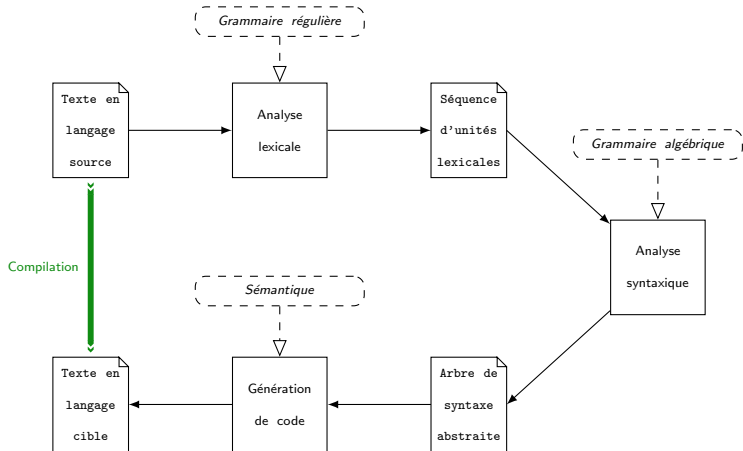 Grammaire régulière
Texte en
langage
source
Analyse
lexicale
Séquence
d'unités
lexicales
Grammaire algébrique
Analyse
syntaxique
Compilation
Sémantique
Texte en
langage
cible
Génération
de code
Arbre de
syntaxe
abstraite